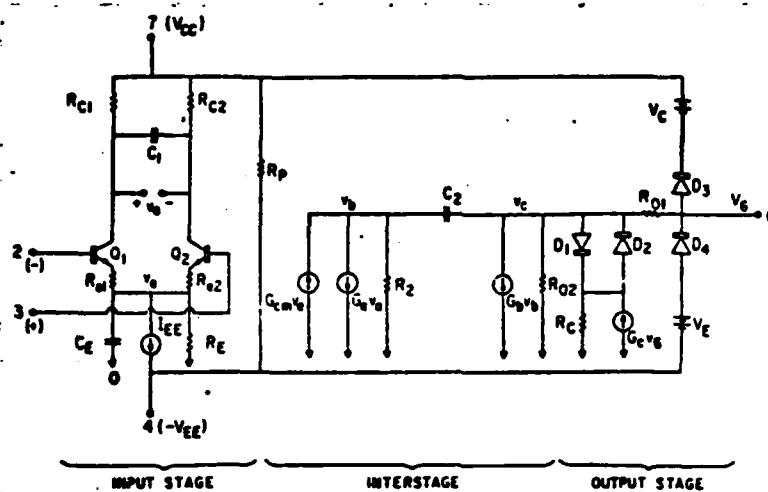 7 (VCC)
RC1
RC2
C1
+ va -
RP
2
(-)
Q1
Q2
Re1
ve
Re2
3
(+)
IEE
CE
RE
0
4 (-VEE)
vb
C2
vc
Gcmve
Gava
R2
Gbvb
RO2
D1
D2
RC
GcV6
RO1
VC
D3
V6
D4
VE
INPUT STAGE
INTERSTAGE
OUTPUT STAGE